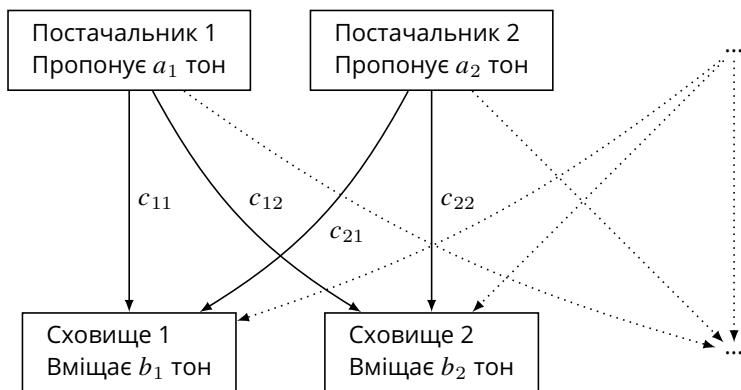 Постачальник 1
Пропонує a₁ тон
Постачальник 2
Пропонує a₂ тон
...
c₁₁
c₁₂
c₂₁
c₂₂
Сховище 1
Вміщає b₁ тон
Сховище 2
Вміщає b₂ тон
...